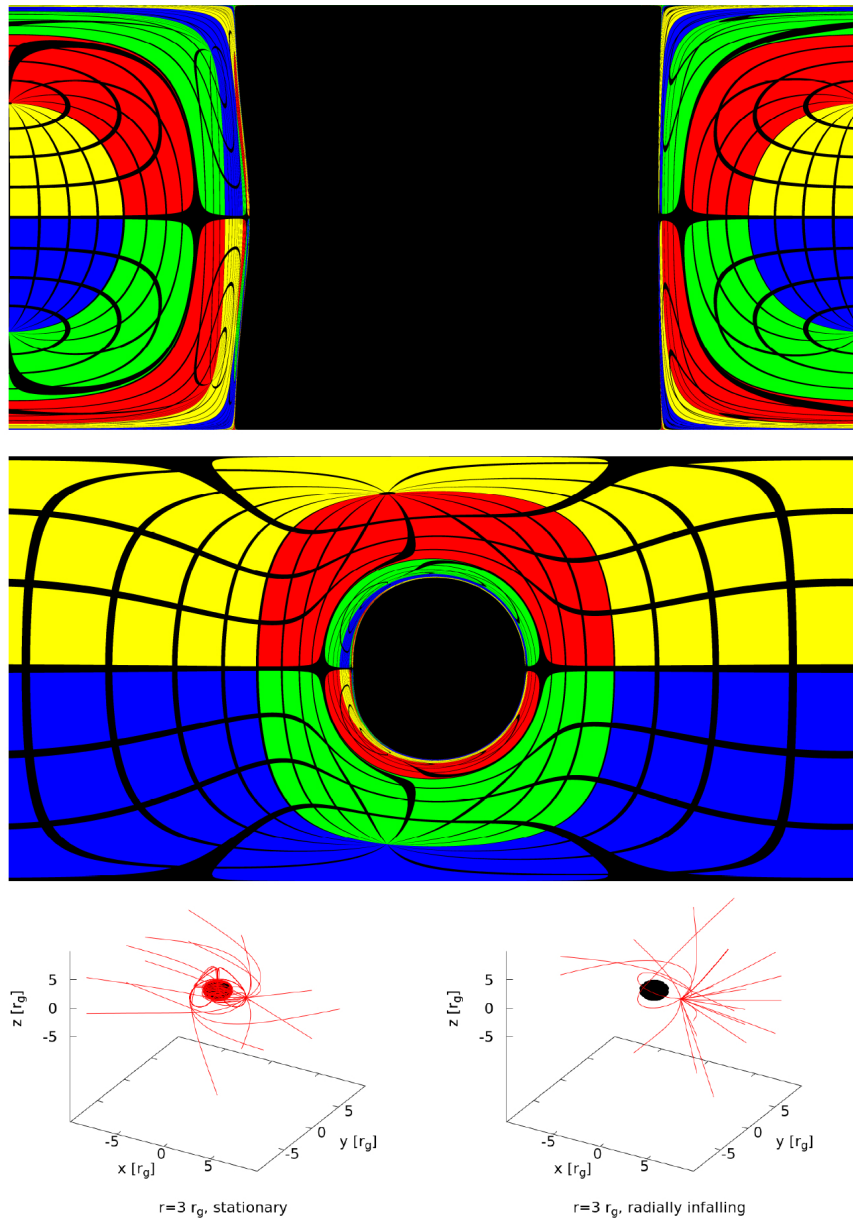 5
0
-5
z [r_g]
-5
0
5
x [r_g]
-5
0
5
y [r_g]
r=3 r_g, stationary
5
0
-5
z [r_g]
-5
0
5
x [r_g]
-5
0
5
y [r_g]
r=3 r_g, radially infalling